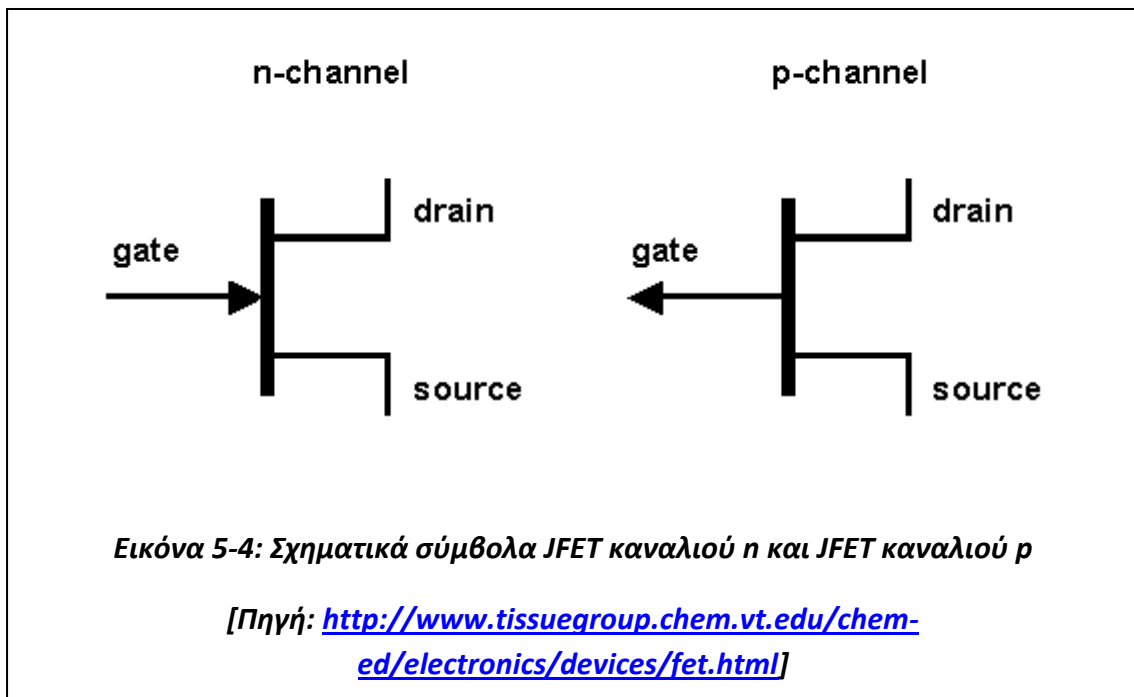 n-channel p-channel
drain drain
gate gate
source source
Εικόνα 5-4: Σχηματικά σύμβολα JFET καναλιού n και JFET καναλιού p
[Πηγή: http://www.tissuegroup.chem.vt.edu/chem-
ed/electronics/devices/fet.html]